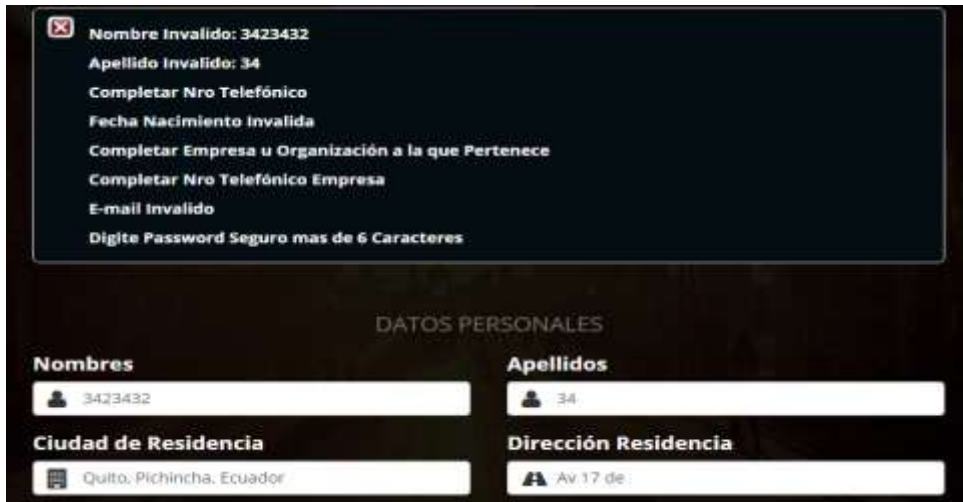 Nombre Invalido: 3423432
Apellido Invalido: 34
Completar Nro Telefónico
Fecha Nacimiento Invalida
Completar Empresa u Organización a la que Pertenece
Completar Nro Telefónico Empresa
E-mail Invalido
Digite Password Seguro mas de 6 Caracteres
DATOS PERSONALES
Nombres
Apellidos
3423432
34
Ciudad de Residencia
Dirección Residencia
Quito, Pichincha, Ecuador
Av 17 de